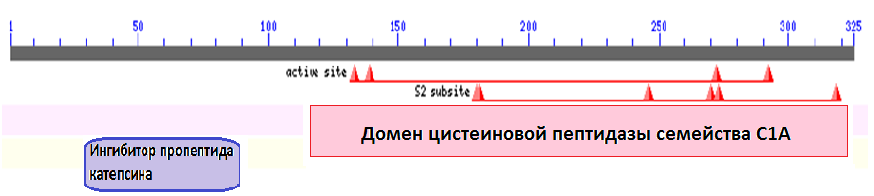 1 50 100 150 200 250 300 325
active site
S2 subsite
Домен цистеиновой пептидазы семейства С1А
Ингибитор пропептида
катепсина